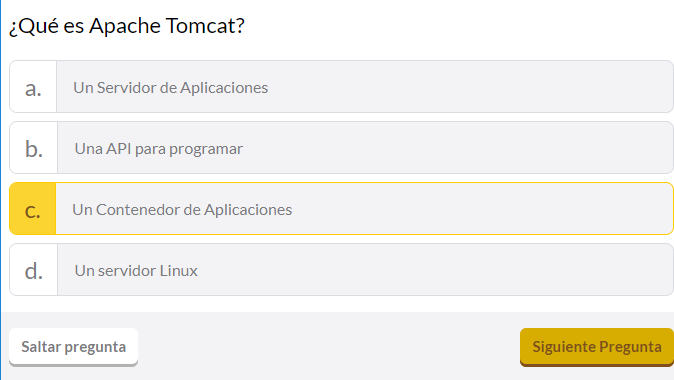 ¿Qué es Apache Tomcat?
a. Un Servidor de Aplicaciones
b. Una API para programar
c. Un Contenedor de Aplicaciones
d. Un servidor Linux
Saltar pregunta Siguiente Pregunta